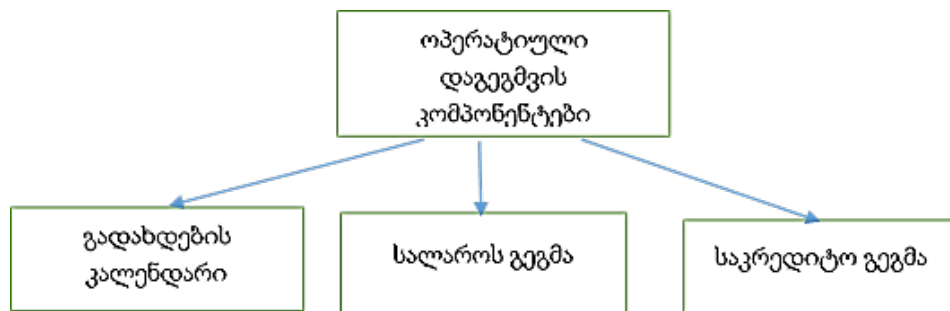 ოპერატიული
დაგეგმვის
კომპონენტები
გადახდების
კალენდარი
სალაროს გეგმა
საკრედიტო გეგმა